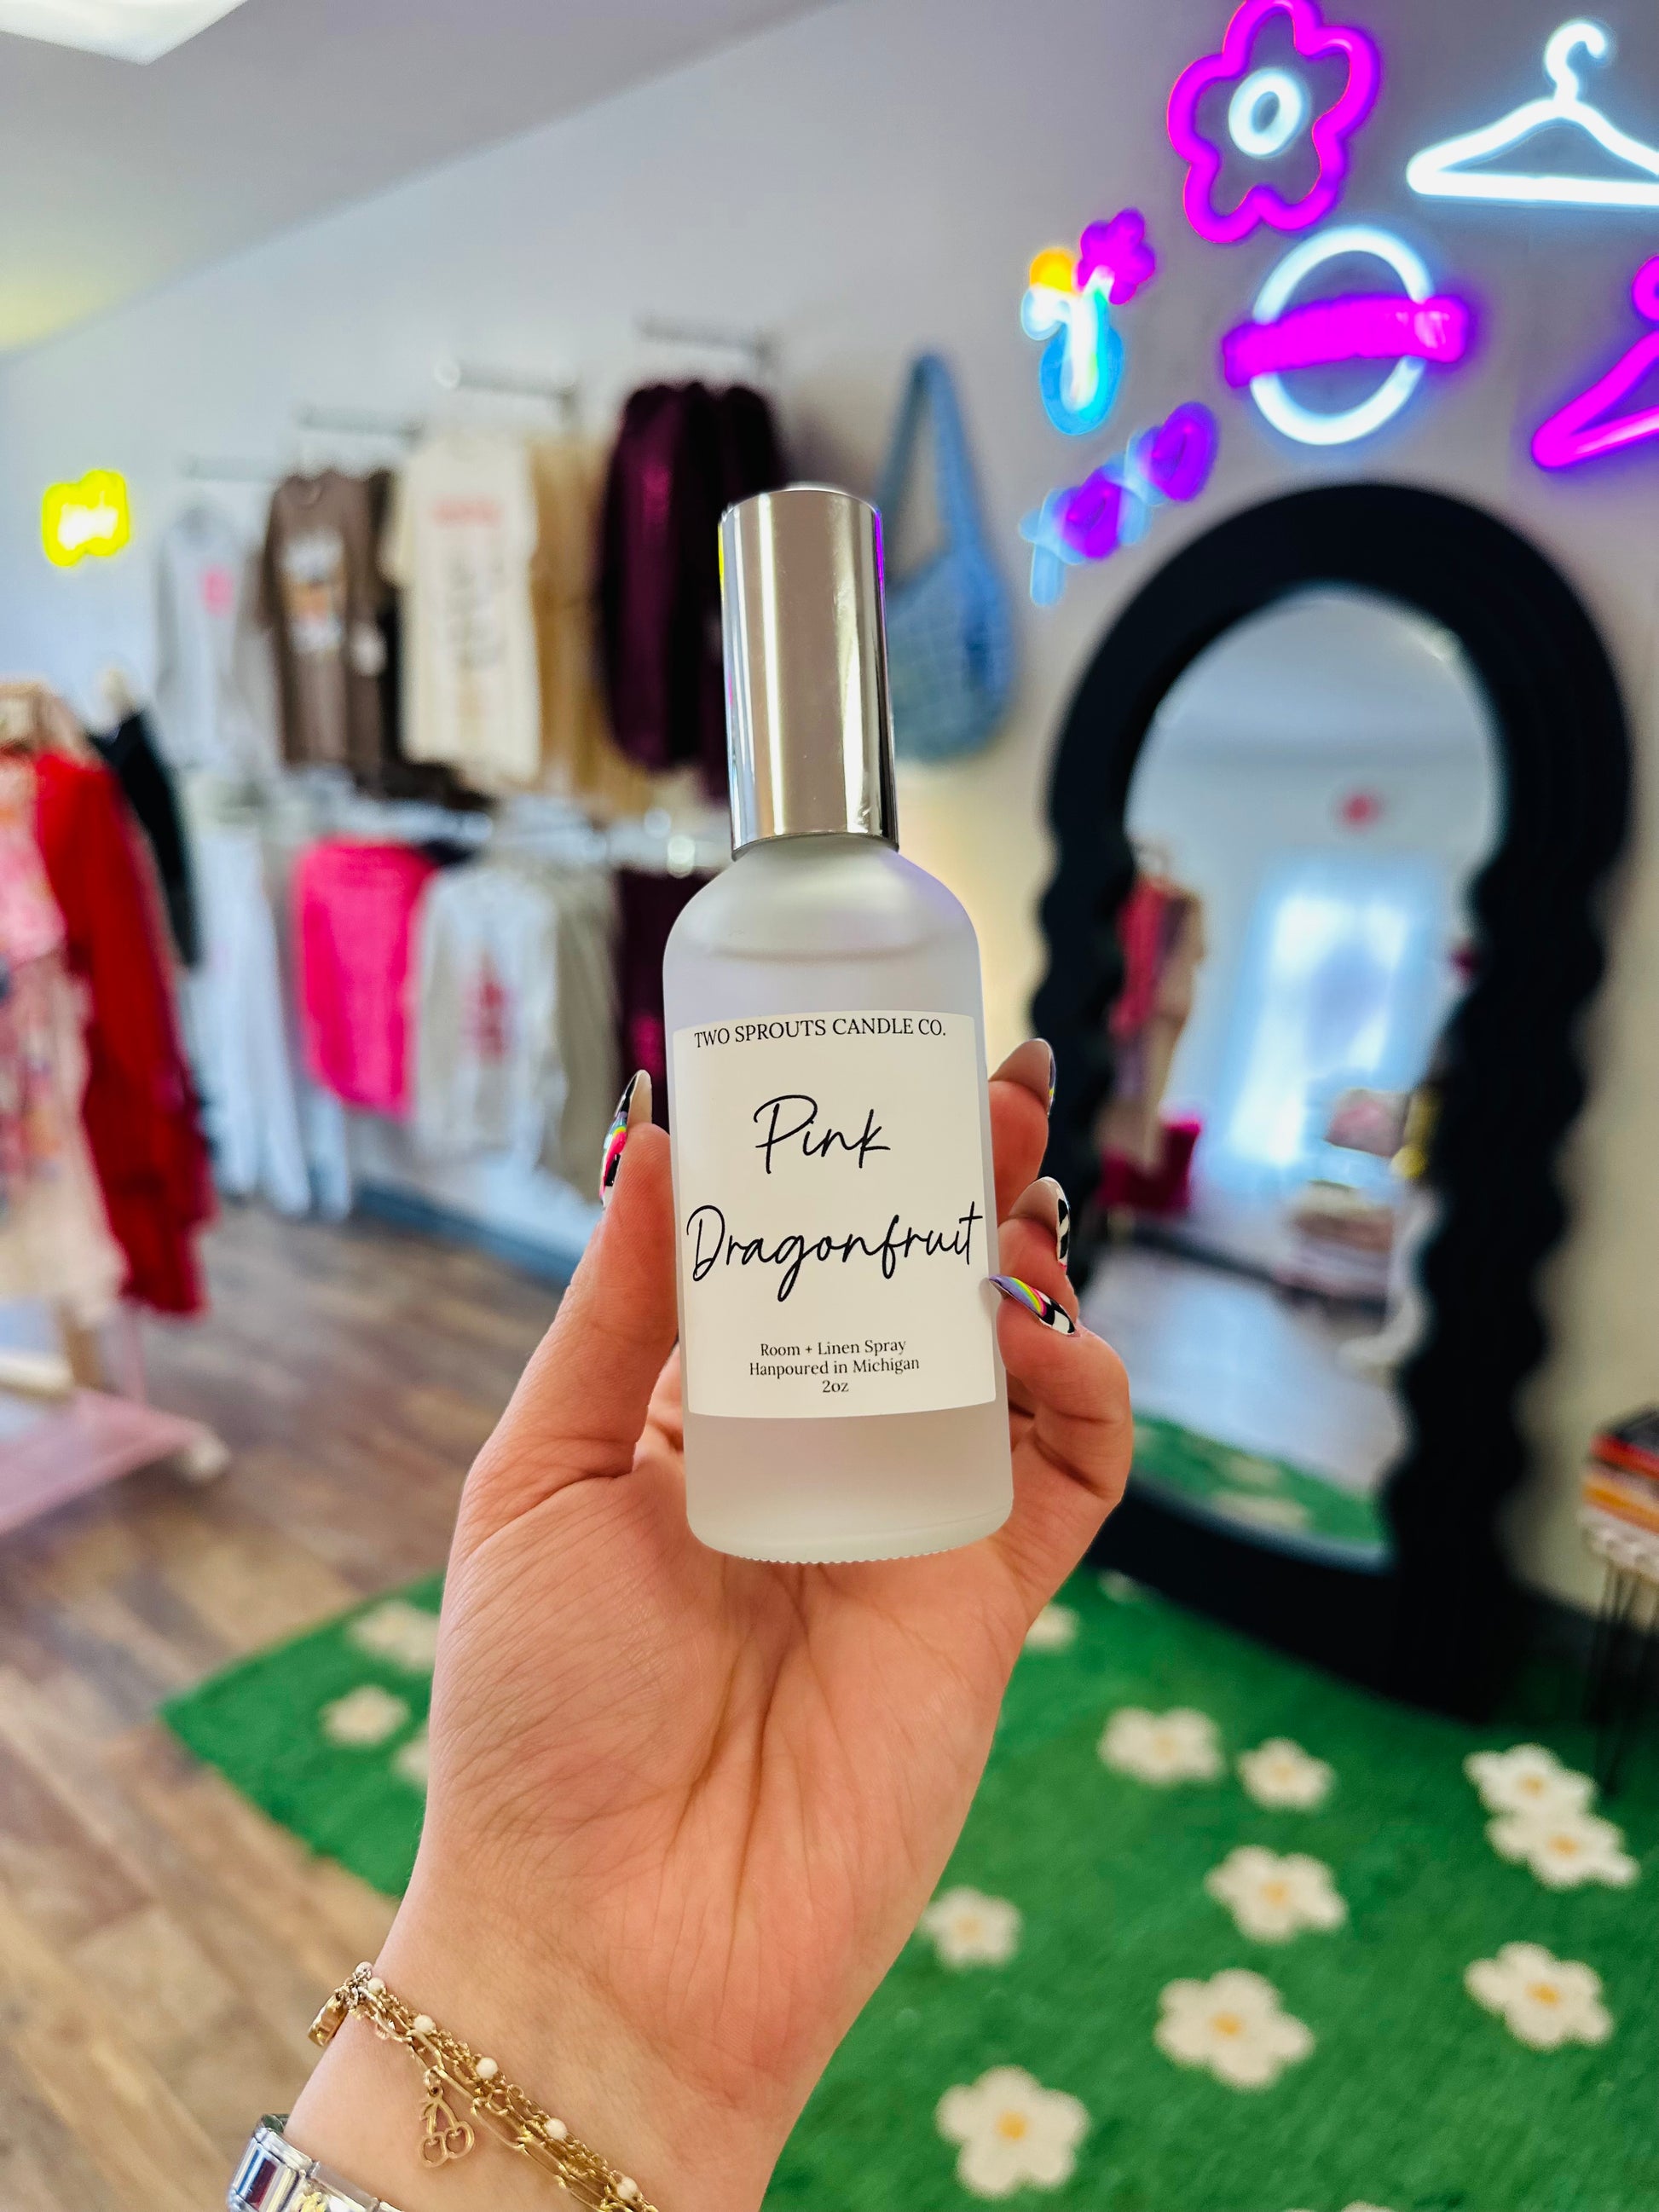 TWO SPROUTS CANDLE CO.
Pink
Dragonfruit
Room + Linen Spray
Hanpoured in Michigan
2oz